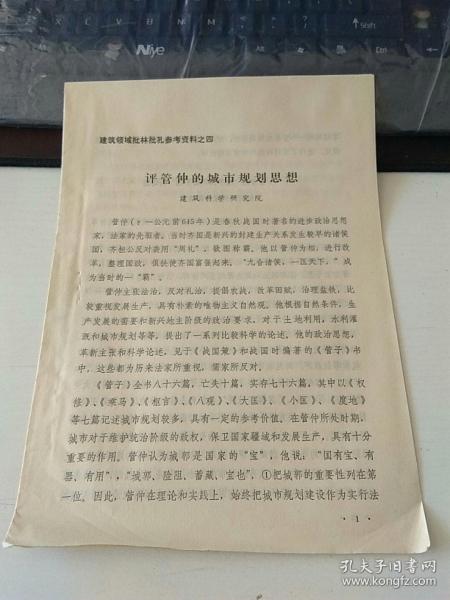 建筑领域批林批孔参考资料之四
评管仲的城市规划思想
建筑科学研究院
管仲(?一公元前645年)是春秋战国时著名的进步政治思想
家,法家的先驱者。当时齐国是新兴的封建生产关系发生较早的诸侯
国,齐桓公反对袭用“周礼”,敏图称霸。他以管仲为相,进行改
革,整理国政,很快使齐国富强起来,“九合诸侯,一匡天下,”成
为当时的一“霸”。
管仲主张法治,反对礼治,提倡农战,改革田赋,治理盐铁,比
较重视发展生产,具有朴素的唯物主义自然观。他根据自然条件,生
产发展的需要和新兴地主阶级的政治要求,对于土地利用,水利灌
溉和城市规划等等,提出了一系列比较科学的论述。他的政治思想,
革新主张和科学论述,见于《战国策》和战国时编著的《管子》书
中,这些都为历来法家所重视,儒家所反对。
《管子》全书八十六篇,亡失十篇,实存七十六篇,其中以《权
修》、《乘马》、《枢言》、《八观》、《大匡》、《小匡》、《度地》
等七篇记述城市规划较多,具有一定的参考价值。在管仲所处时期,
城市对于维护统治阶级的政权,保卫国家疆域和发展生产,具有十分
重要的作用。管仲认为城郭是国家的“宝”,他说:“国有宝、有
器、有用”,“城郭、险阻、蓄藏、宝也”,①把城郭的重要性列在第
一位。因此,管仲在理论和实践上,始终把城市规划建设作为实行法
·1·
Niye
Shift
孔夫子旧书网
www.kongfz.com